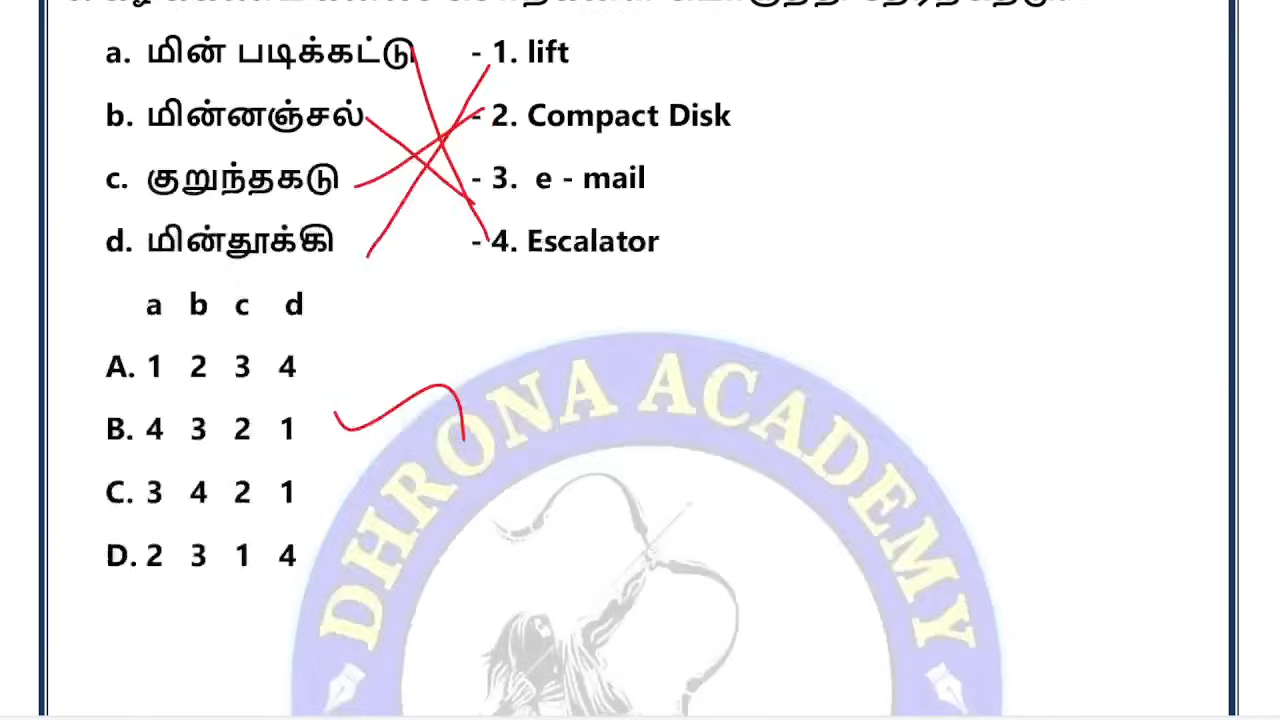 a. மின் படிக்கட்டு - 1. lift
b. மின்னஞ்சல் - 2. Compact Disk
c. குறுந்தகடு - 3. e - mail
d. மின்தூக்கி - 4. Escalator
a b c d
A. 1 2 3 4
B. 4 3 2 1
C. 3 4 2 1
D. 2 3 1 4
DHRONA ACADEMY